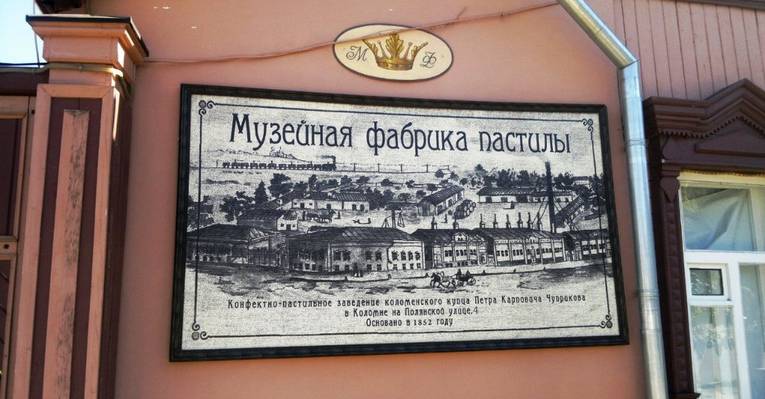 М Ф
Музейная фабрика пастилы
Конфектно-пастильное заведение коломенского купца Петра Карповича Чуприкова
в Коломне на Полянской улице,4
Основано в 1852 году